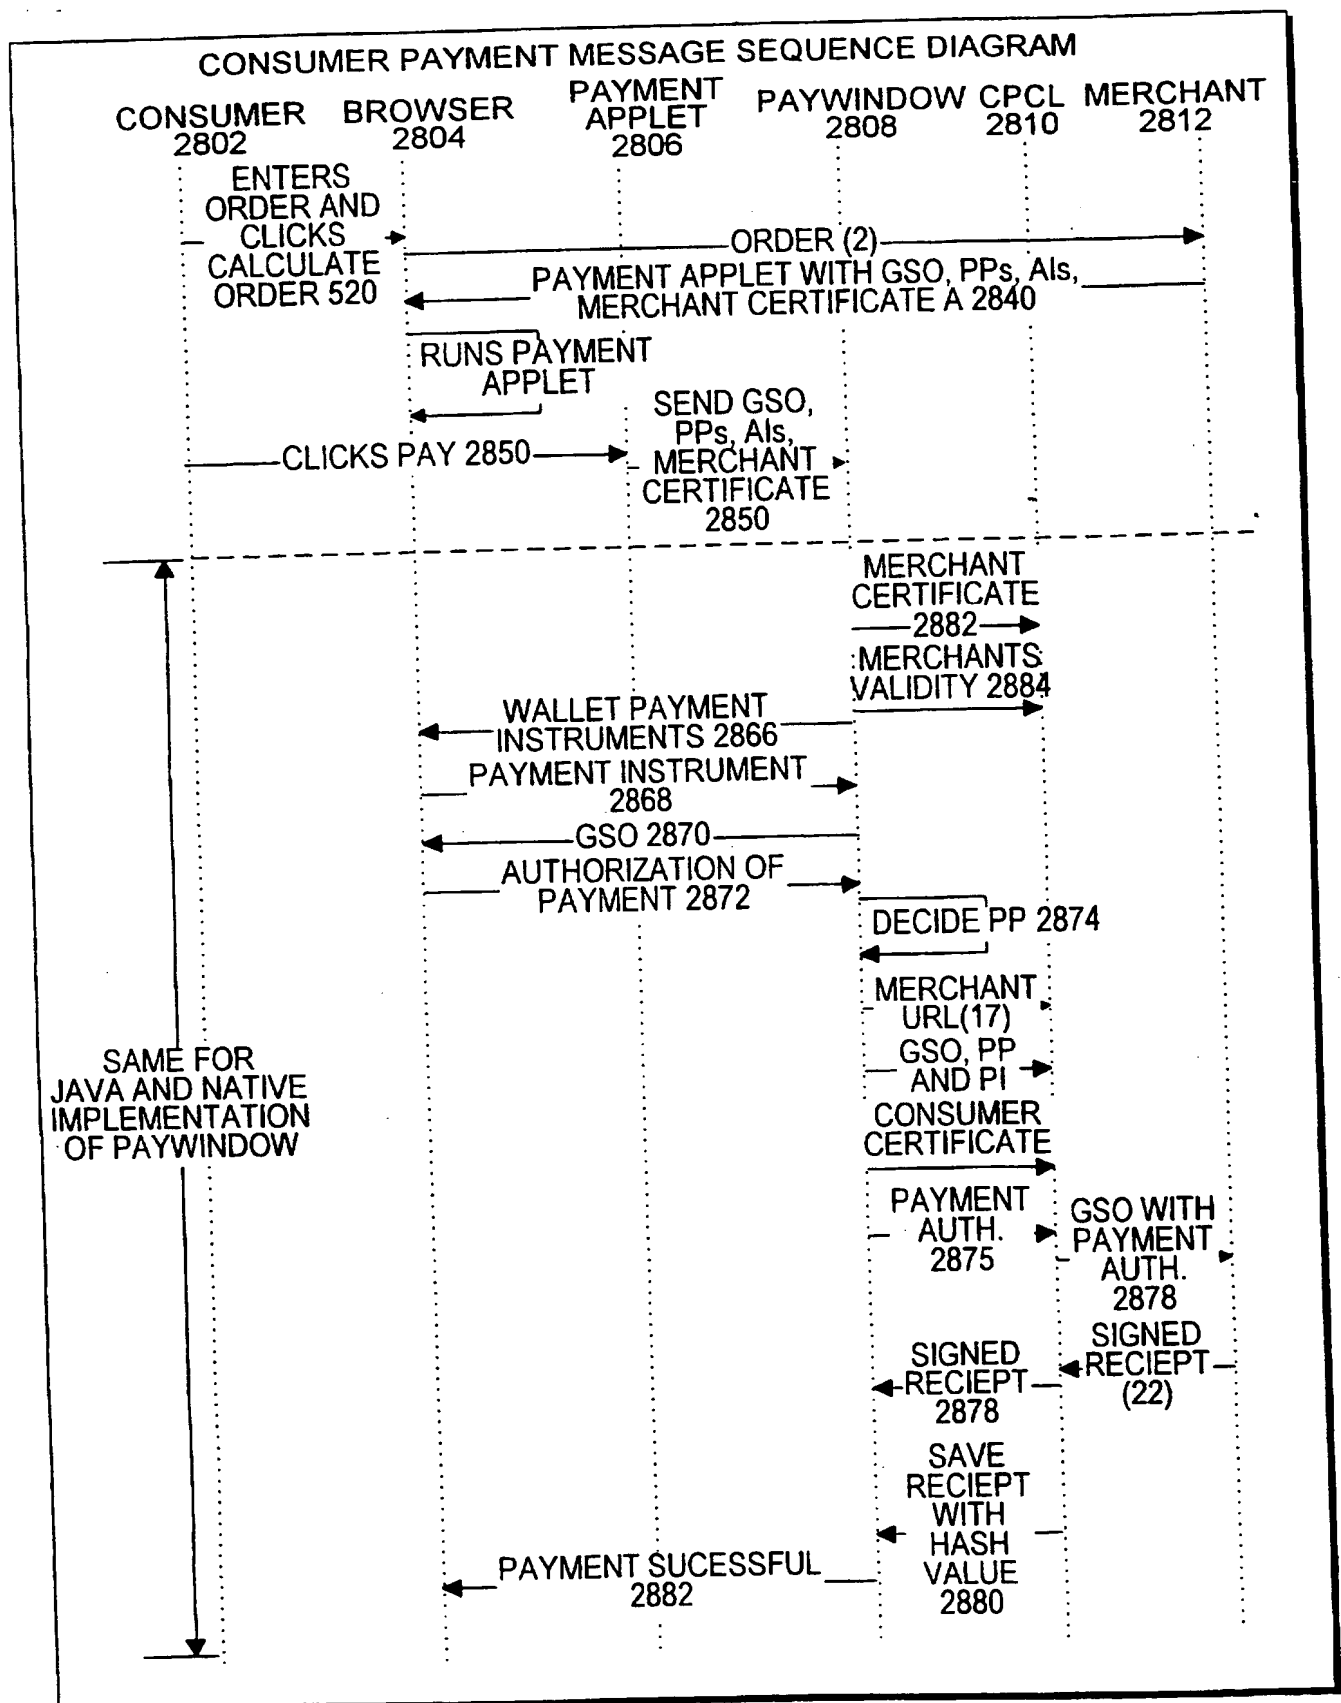 CONSUMER PAYMENT MESSAGE SEQUENCE DIAGRAM
CONSUMER
2802
BROWSER
2804
PAYMENT
APPLET
2806
PAYWINDOW
2808
CPCL
2810
MERCHANT
2812
ENTERS
ORDER AND
CLICKS
CALCULATE
ORDER 520
ORDER (2)
PAYMENT APPLET WITH GSO, PPs, AIs,
MERCHANT CERTIFICATE A 2840
RUNS PAYMENT
APPLET
CLICKS PAY 2850
SEND GSO,
PPs, AIs,
MERCHANT
CERTIFICATE
2850
MERCHANT
CERTIFICATE
2882
MERCHANTS
VALIDITY 2884
WALLET PAYMENT
INSTRUMENTS 2866
PAYMENT INSTRUMENT
2868
GSO 2870
AUTHORIZATION OF
PAYMENT 2872
DECIDE PP 2874
MERCHANT
URL(17)
GSO, PP
AND PI
SAME FOR
JAVA AND NATIVE
IMPLEMENTATION
OF PAYWINDOW
CONSUMER
CERTIFICATE
PAYMENT
AUTH.
2875
GSO WITH
PAYMENT
AUTH.
2878
SIGNED
RECIEPT
(22)
SIGNED
RECIEPT
2878
SAVE
RECIEPT
WITH
HASH
VALUE
2880
PAYMENT SUCESSFUL
2882